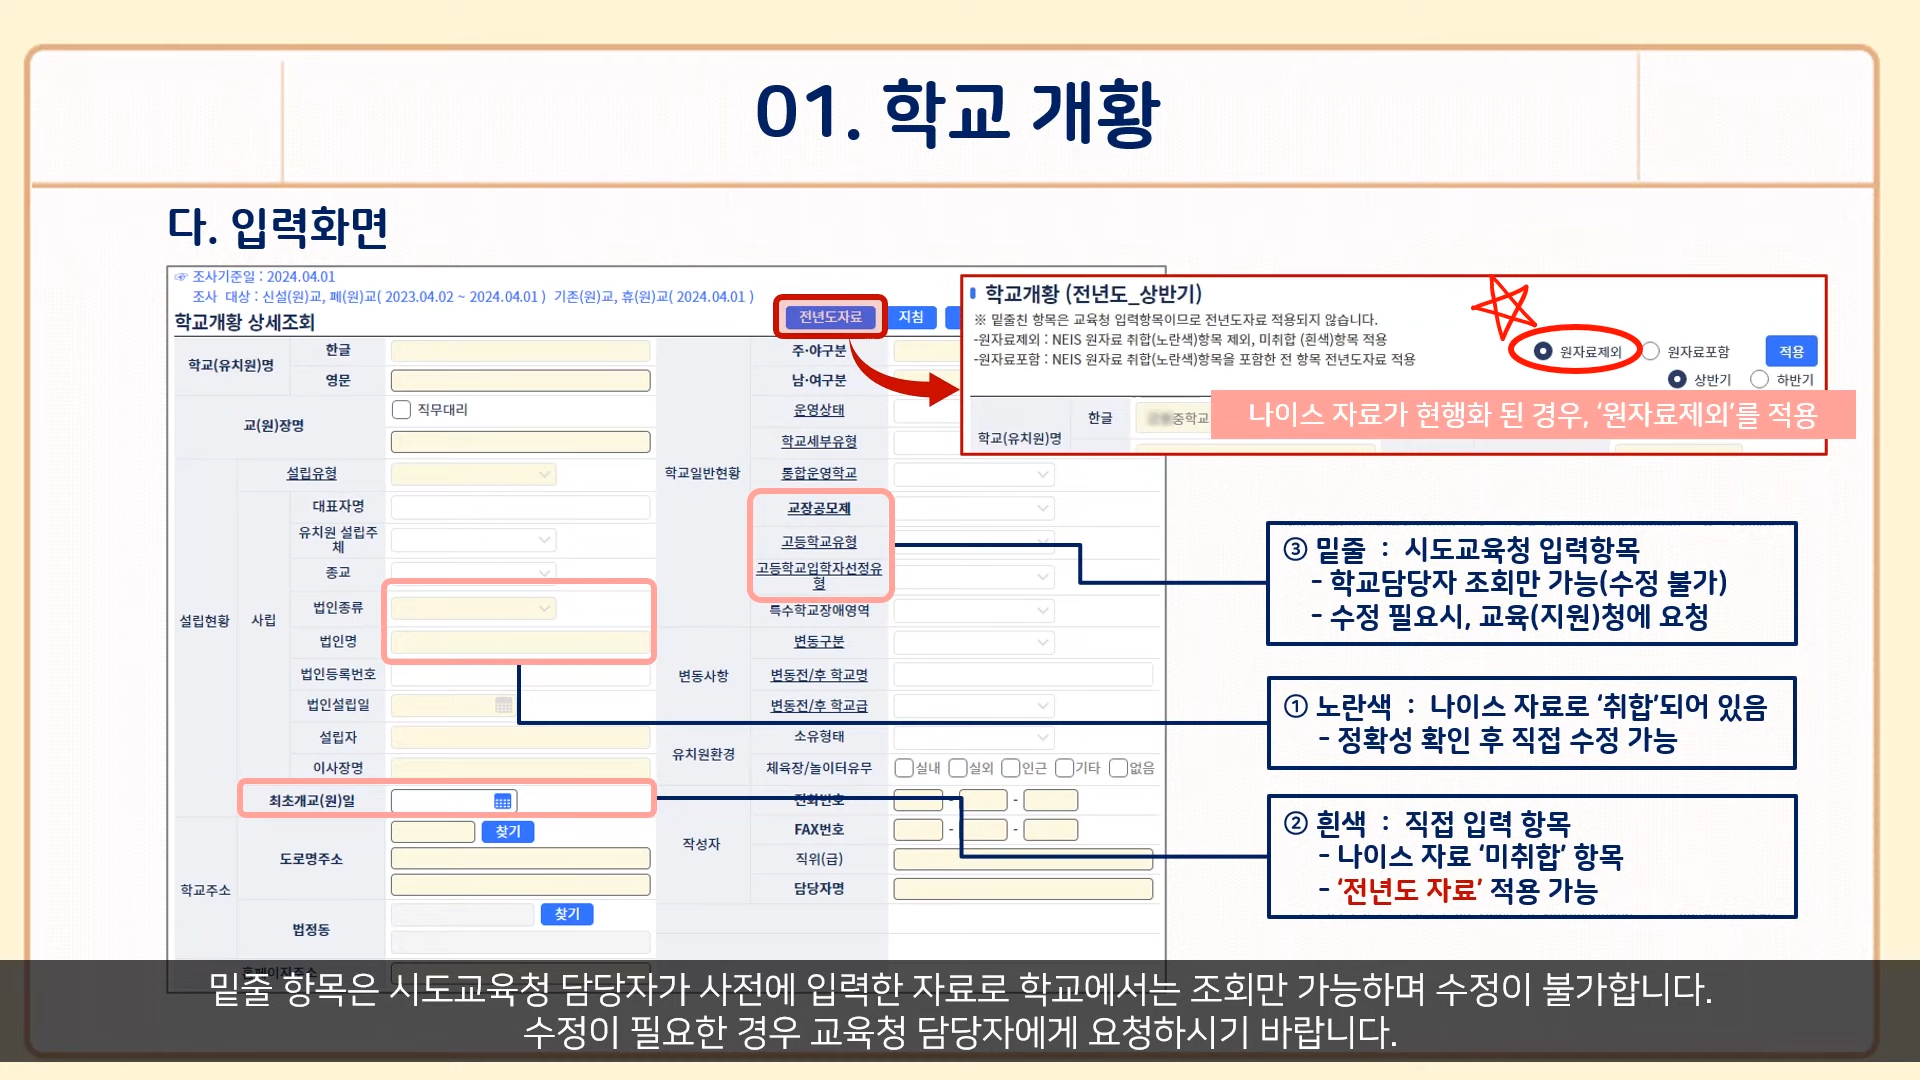 01. 학교 개황
다. 입력화면
☞ 조사기준일 : 2024.04.01
조사 대상 : 신설(원)교, 폐(원)교( 2023.04.02 ~ 2024.04.01 ) 기존(원)교, 휴(원)교( 2024.04.01 )
학교개황 상세조회
전년도자료
지침
학교(유치원)명
한글
영문
교(원)장명
직무대리
설립현황
설립유형
사립
대표자명
유치원 설립주
체
종교
법인종류
법인명
법인등록번호
법인설립일
설립자
이사장명
최초개교(원)일
학교주소
도로명주소
찾기
법정동
찾기
홈페이지주소
학교일반현황
주·야구분
남·여구분
운영상태
학교세부유형
통합운영학교
교장공모제
고등학교유형
고등학교입학자선정유
형
특수학교장애영역
변동사항
변동구분
변동전/후 학교명
변동전/후 학교급
유치원환경
소유형태
체육장/놀이터유무
실내 실외 인근 기타 없음
작성자
전화번호
- -
FAX번호
- -
직위(급)
담당자명
학교개황 (전년도_상반기)
※ 밑줄친 항목은 교육청 입력항목이므로 전년도자료 적용되지 않습니다.
-원자료제외 : NEIS 원자료 취합(노란색)항목 제외, 미취합 (흰색)항목 적용
-원자료포함 : NEIS 원자료 취합(노란색)항목을 포함한 전 항목 전년도자료 적용
원자료제외 원자료포함 적용
상반기 하반기
학교(유치원)명
한글
중학교
나이스 자료가 현행화 된 경우, ‘원자료제외’를 적용
③ 밑줄 : 시도교육청 입력항목
- 학교담당자 조회만 가능(수정 불가)
- 수정 필요시, 교육(지원)청에 요청
① 노란색 : 나이스 자료로 ‘취합’되어 있음
- 정확성 확인 후 직접 수정 가능
② 흰색 : 직접 입력 항목
- 나이스 자료 ‘미취합’ 항목
- ‘전년도 자료’ 적용 가능
밑줄 항목은 시도교육청 담당자가 사전에 입력한 자료로 학교에서는 조회만 가능하며 수정이 불가합니다.
수정이 필요한 경우 교육청 담당자에게 요청하시기 바랍니다.